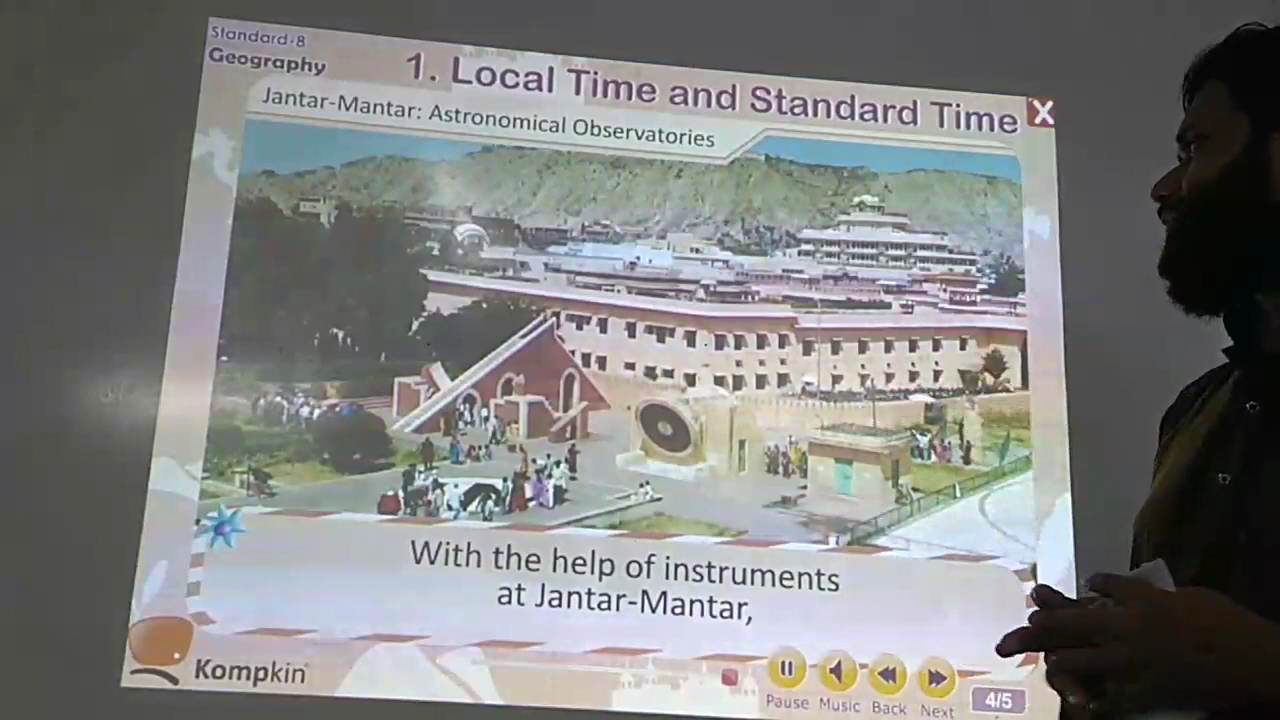 Standard-8
Geography
1. Local Time and Standard Time
X
Jantar-Mantar: Astronomical Observatories
With the help of instruments
at Jantar-Mantar,
Kompkin
Pause Music Back Next
4/5